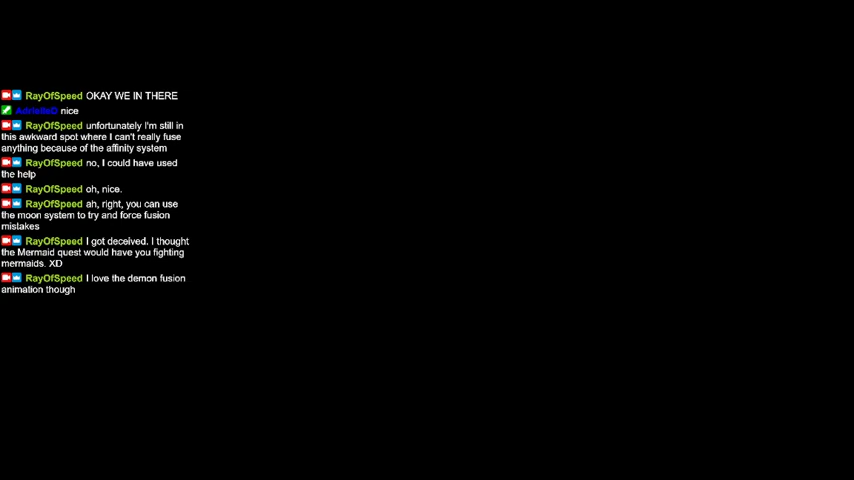 RayOfSpeed OKAY WE IN THERE
AdrielleD nice
RayOfSpeed unfortunately I'm still in
this awkward spot where I can't really fuse
anything because of the affinity system
RayOfSpeed no, I could have used
the help
RayOfSpeed oh, nice.
RayOfSpeed ah, right, you can use
the moon system to try and force fusion
mistakes
RayOfSpeed I got deceived. I thought
the Mermaid quest would have you fighting
mermaids. XD
RayOfSpeed I love the demon fusion
animation though